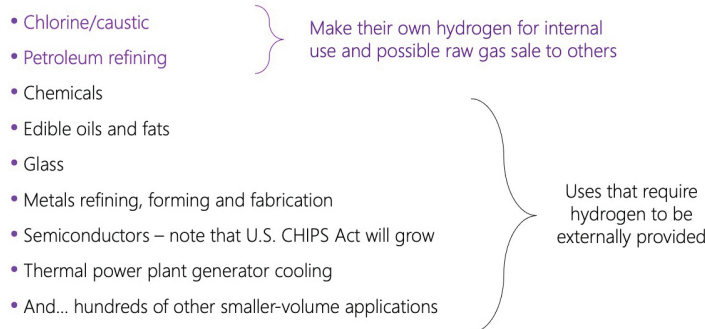 • Chlorine/caustic
• Petroleum refining
Make their own hydrogen for internal
use and possible raw gas sale to others
• Chemicals
• Edible oils and fats
• Glass
• Metals refining, forming and fabrication
• Semiconductors – note that U.S. CHIPS Act will grow
• Thermal power plant generator cooling
• And... hundreds of other smaller-volume applications
Uses that require
hydrogen to be
externally provided